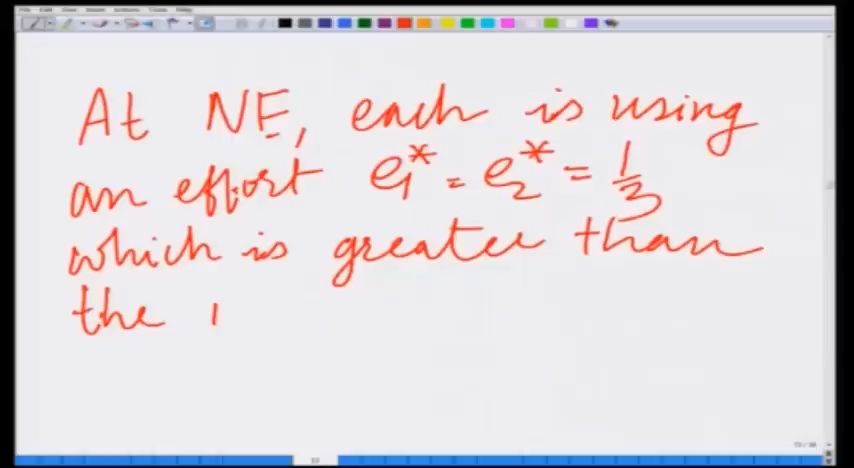 At NE, each is using
an effort e₁* = e₂* = 1/3
which is greater than
the